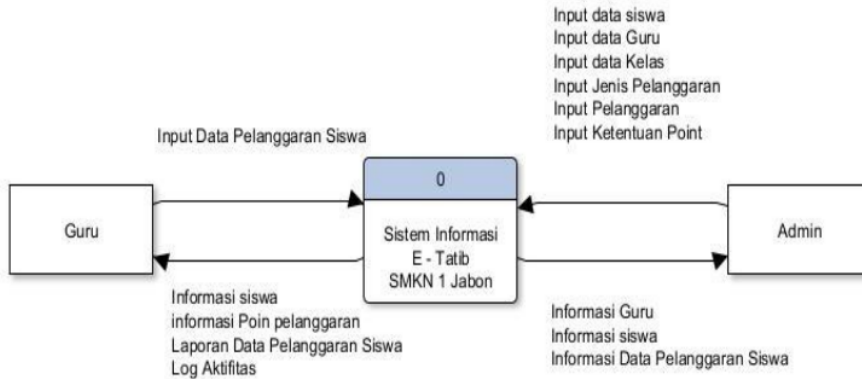 Input data siswa
Input data Guru
Input data Kelas
Input Jenis Pelanggaran
Input Pelanggaran
Input Ketentuan Point
Input Data Pelanggaran Siswa
0
Guru
Sistem Informasi
E - Tatib
SMKN 1 Jabon
Admin
Informasi siswa
informasi Poin pelanggaran
Laporan Data Pelanggaran Siswa
Log Aktifitas
Informasi Guru
Informasi siswa
Informasi Data Pelanggaran Siswa